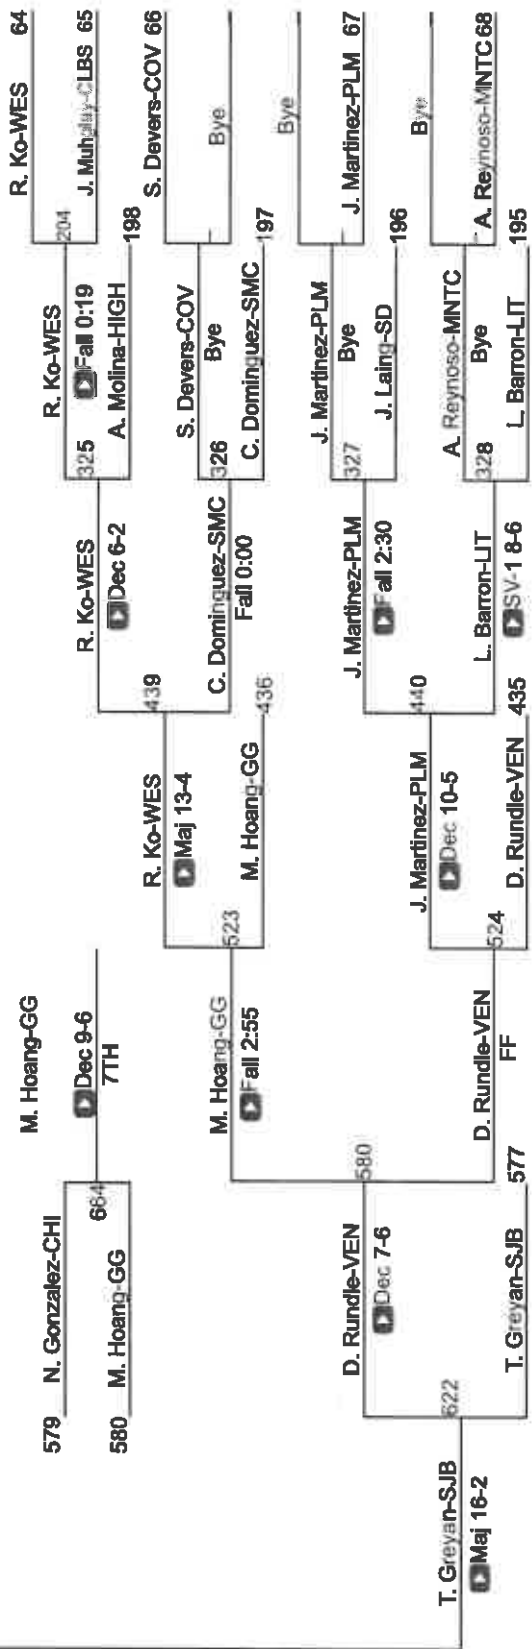 R. Ko-WES 64
J. Muhglay-CLBS 65
S. Devers-COV 66
Bye
Bye
J. Martinez-PLM 67
Bye
A. Reynoso-MNTC 68
R. Ko-WES
204
Fall 0:19
A. Molina-HIGH 198
S. Devers-COV
Bye
C. Dominguez-SMC 197
J. Martinez-PLM
Bye
J. Laing-SD 196
A. Reynoso-MNTC
Bye
L. Barron-LIT 195
R. Ko-WES
325
Dec 6-2
C. Dominguez-SMC
326
Fall 0:00
J. Martinez-PLM
327
Fall 2:30
L. Barron-LIT
328
SV-1 8-6
R. Ko-WES
439
Maj 13-4
M. Hoang-GG 436
J. Martinez-PLM
440
Dec 10-5
D. Rundle-VEN 435
M. Hoang-GG
523
Fall 2:55
D. Rundle-VEN
524
FF
M. Hoang-GG
Dec 9-6
7TH
579 N. Gonzalez-CHI
664
580 M. Hoang-GG
D. Rundle-VEN
580
Dec 7-6
T. Greyan-SJB 577
T. Greyan-SJB
622
Maj 16-2